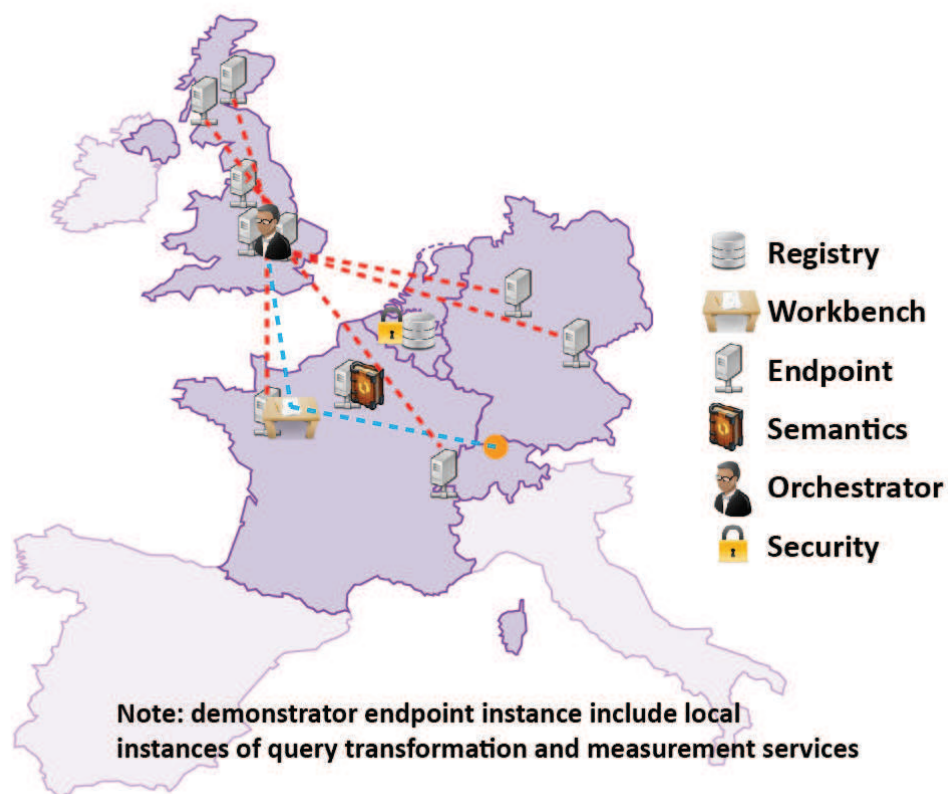 Registry
Workbench
Endpoint
Semantics
Orchestrator
Security
Note: demonstrator endpoint instance include local
instances of query transformation and measurement services